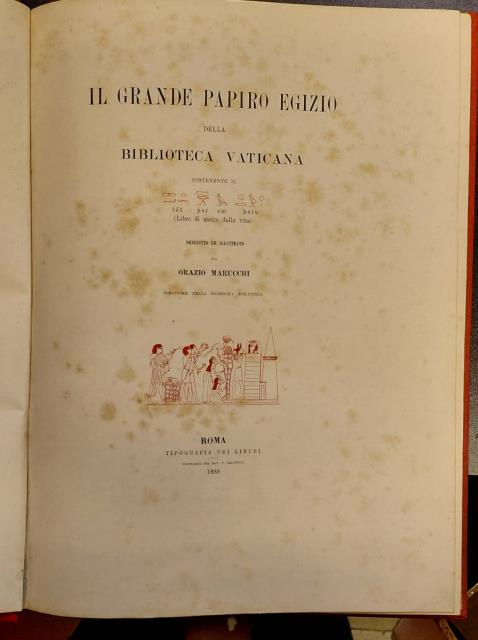 IL GRANDE PAPIRO EGIZIO
DELLA
BIBLIOTECA VATICANA
CONTENENTE IL
per em heru
(Libro di uscire dalla vita)
DESCRITTO ED ILLUSTRATO
DA
ORAZIO MARUCCHI
SCRITTORE DELLA MEDESIMA BIBLIOTECA
ROMA
TIPOGRAFIA DEI LINCEI
1888